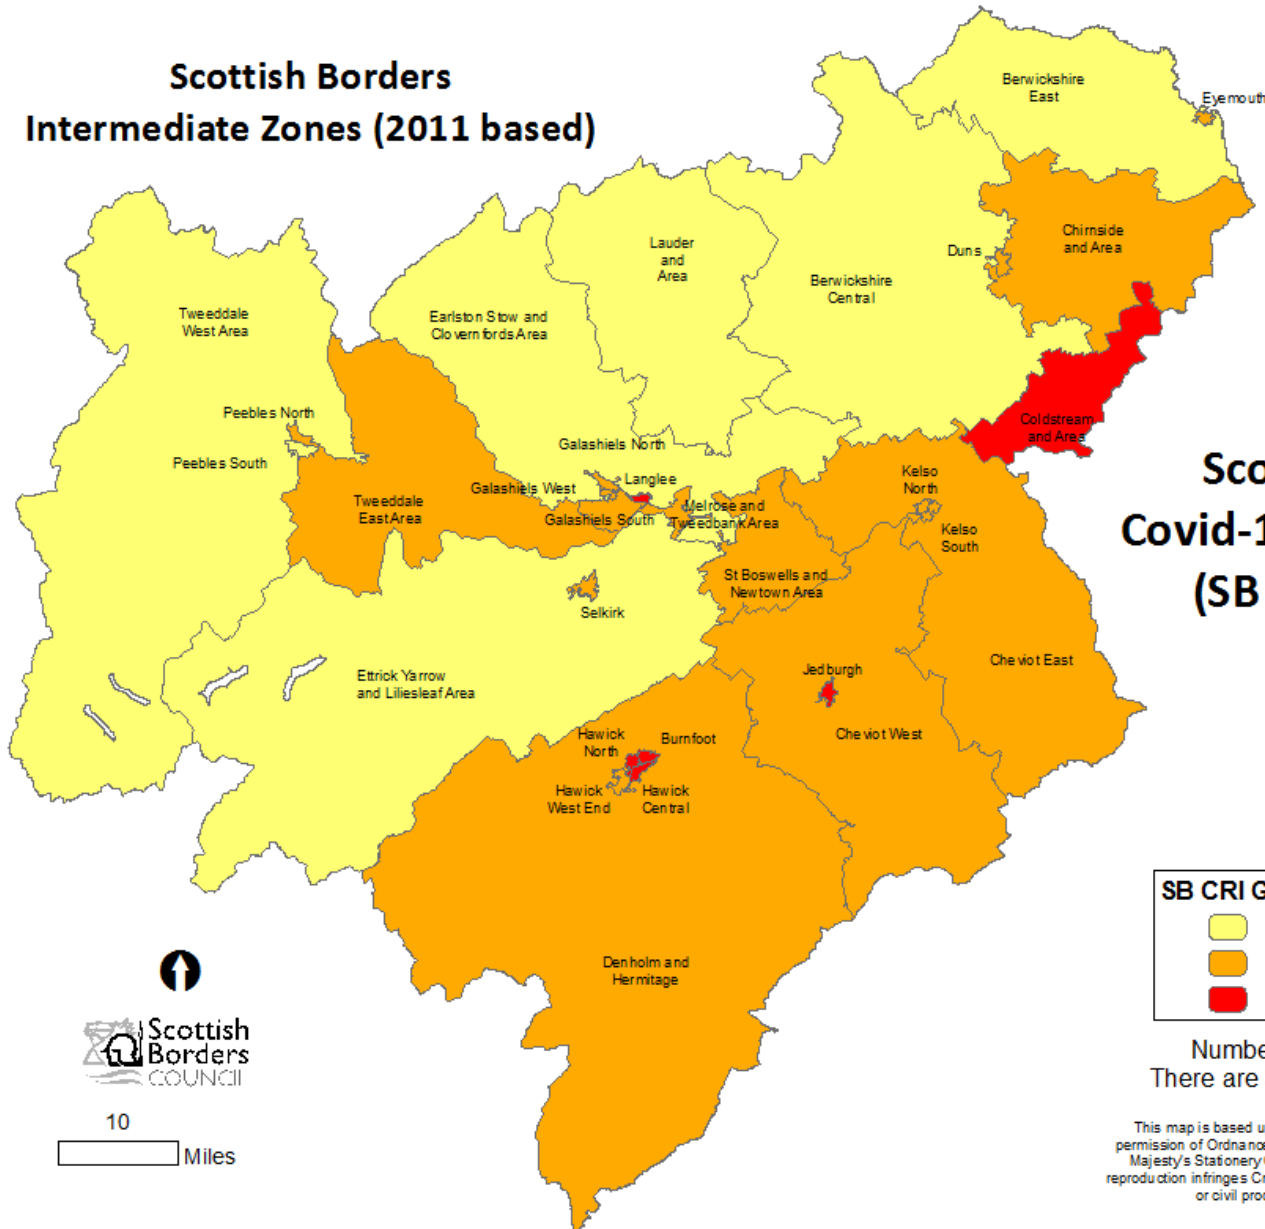 Scottish Borders
Intermediate Zones (2011 based)
Berwickshire
East
Eyemouth
Chirnside
and Area
Duns
Lauder
and
Area
Berwickshire
Central
Tweeddale
West Area
Earlston Stow and
Clovernfords Area
Peebles North
Peebles South
Galashiels North
Langlee
Galashiels West
Galashiels South
Tweeddale
East Area
Melrose and
Tweedbank Area
Coldstream
and Area
Kelso
North
Kelso
South
Sco
Covid-1
(SB
St Boswells and
Newtown Area
Selkirk
Ettrick Yarrow
and Liliesleaf Area
Jedburgh
Cheviot East
Cheviot West
Hawick
North
Burnfoot
Hawick
West End
Hawick
Central
Denholm and
Hermitage
SB CRI G
Scottish
Borders
COUNCIL
10
Miles
Numbe
There are
This map is based u
permission of Ordnance
Majesty's Stationery
reproduction infringes Cr
or civil proc